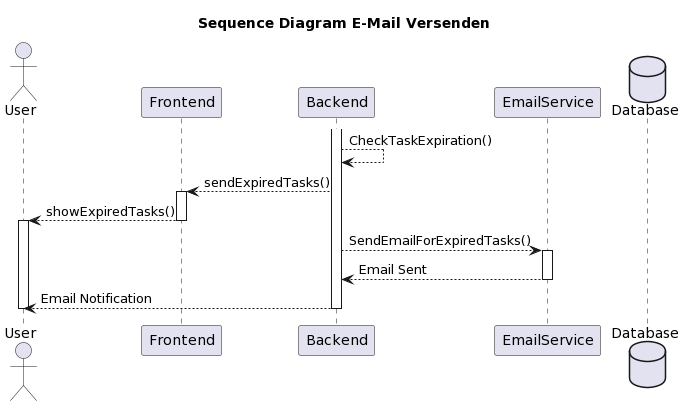 Sequence Diagram E-Mail Versenden
User
Frontend
Backend
EmailService
Database
CheckTaskExpiration()
sendExpiredTasks()
showExpiredTasks()
SendEmailForExpiredTasks()
Email Sent
Email Notification
User
Frontend
Backend
EmailService
Database